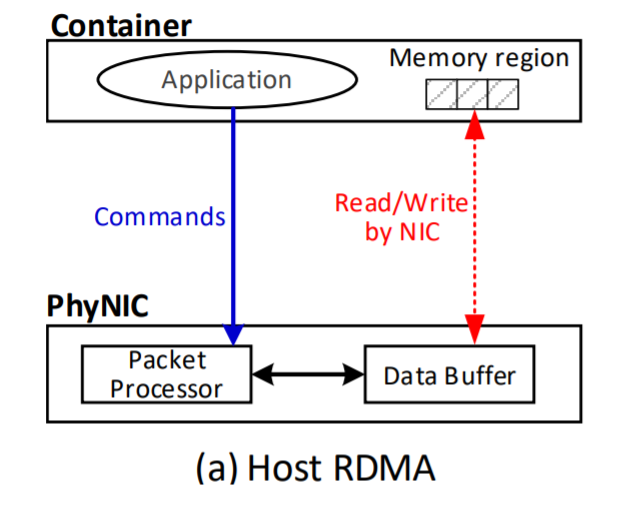 Container
Application
Memory region
Commands
Read/Write
by NIC
PhyNIC
Packet
Processor
Data Buffer
(a) Host RDMA